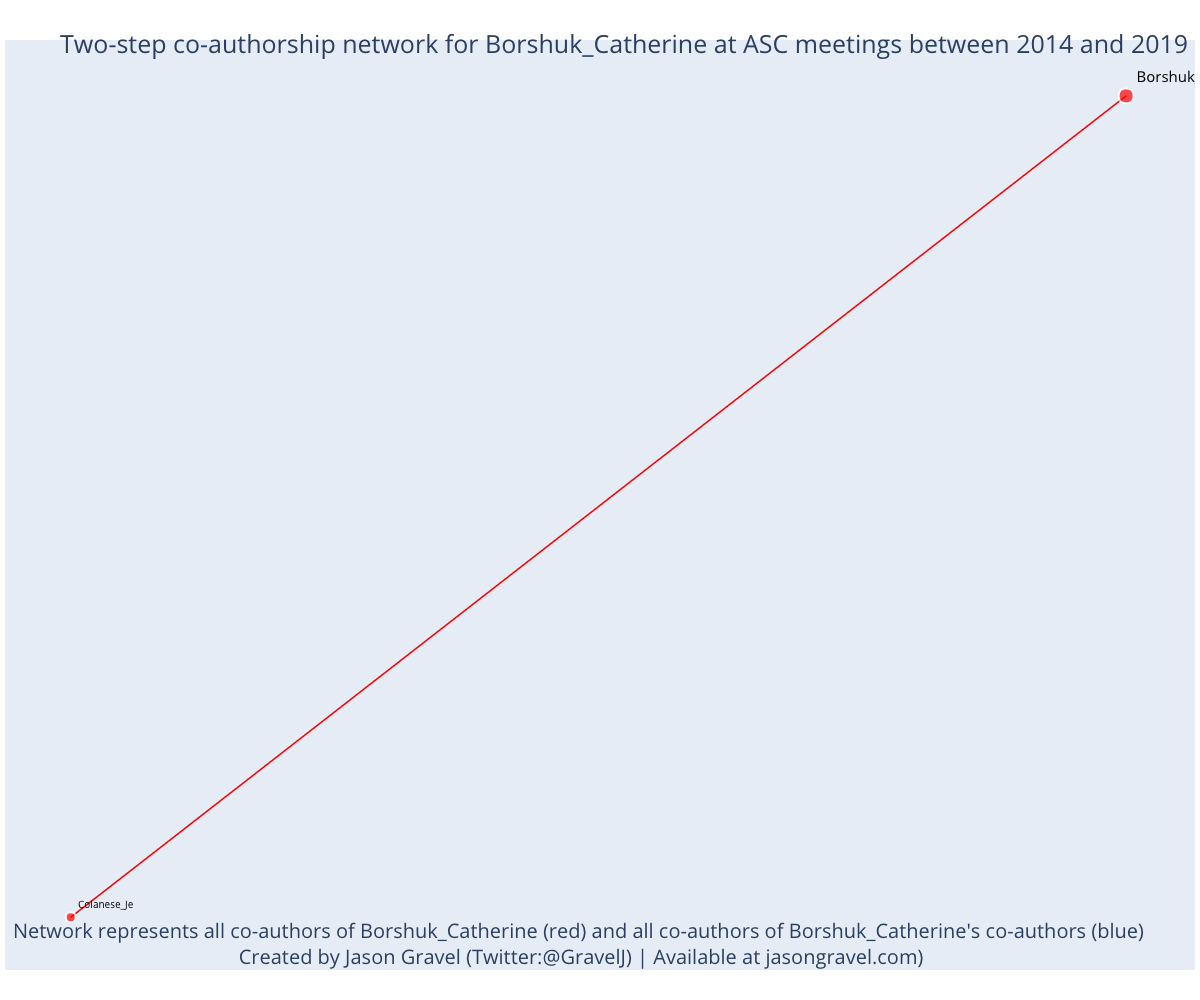 Two-step co-authorship network for Borshuk_Catherine at ASC meetings between 2014 and 2019
Borshuk
Colanese_Je
Network represents all co-authors of Borshuk_Catherine (red) and all co-authors of Borshuk_Catherine's co-authors (blue)
Created by Jason Gravel (Twitter:@GravelJ) | Available at jasongravel.com)